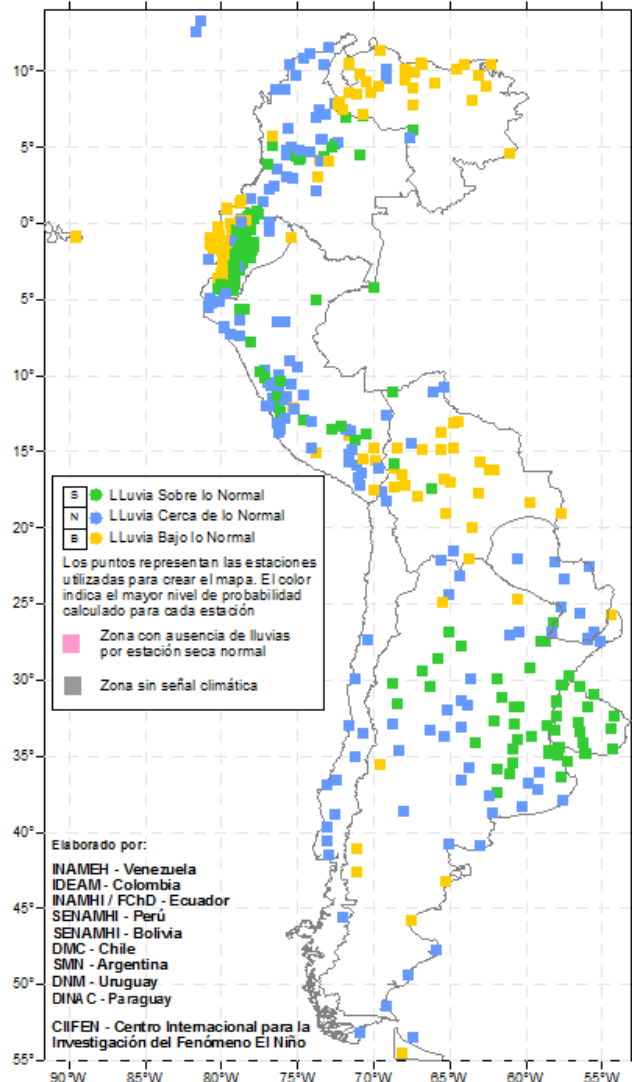 10°
5°
0°
5°
10°
15°
20°
25°
30°
35°
40°
45°
50°
55°
S LLuvia Sobre lo Normal
N LLuvia Cerca de lo Normal
B LLuvia Bajo lo Normal
Los puntos representan las estaciones
utilizadas para crear el mapa. El color
indica el mayor nivel de probabilidad
calculado para cada estación
Zona con ausencia de lluvias
por estación seca normal
Zona sin señal climática
Elaborado por:
INAMEH - Venezuela
IDEAM - Colombia
INAMHI / FChD - Ecuador
SENAMHI - Perú
SENAMHI - Bolivia
DMC - Chile
SMN - Argentina
DNM - Uruguay
DINAC - Paraguay
CIIFEN - Centro Internacional para la
Investigación del Fenómeno El Niño
90°W 85°W 80°W 75°W 70°W 65°W 60°W 55°W